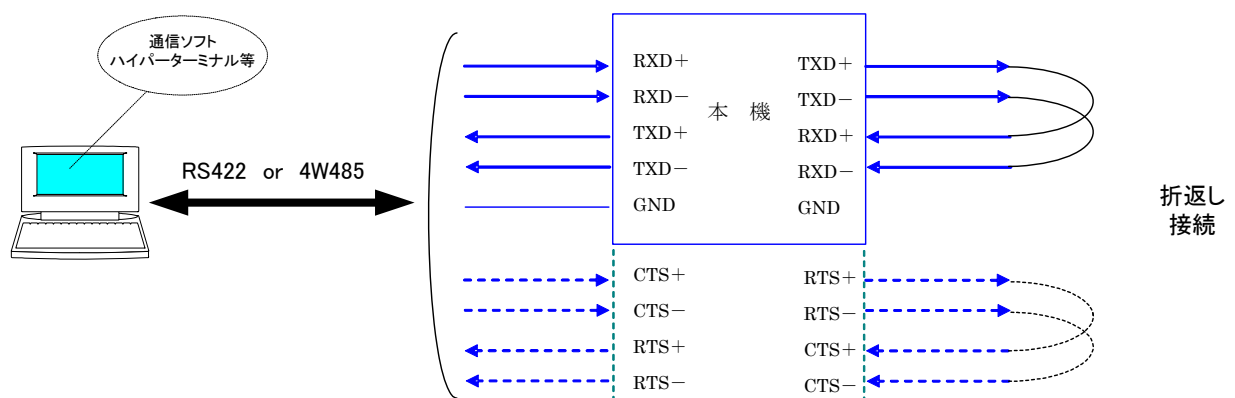 通信ソフト
ハイパーターミナル等
RS422 or 4W485
RXD+
RXD-
TXD+
TXD-
GND
本 機
TXD+
TXD-
RXD+
RXD-
GND
CTS+
CTS-
RTS+
RTS-
RTS+
RTS-
CTS+
CTS-
折返し
接続